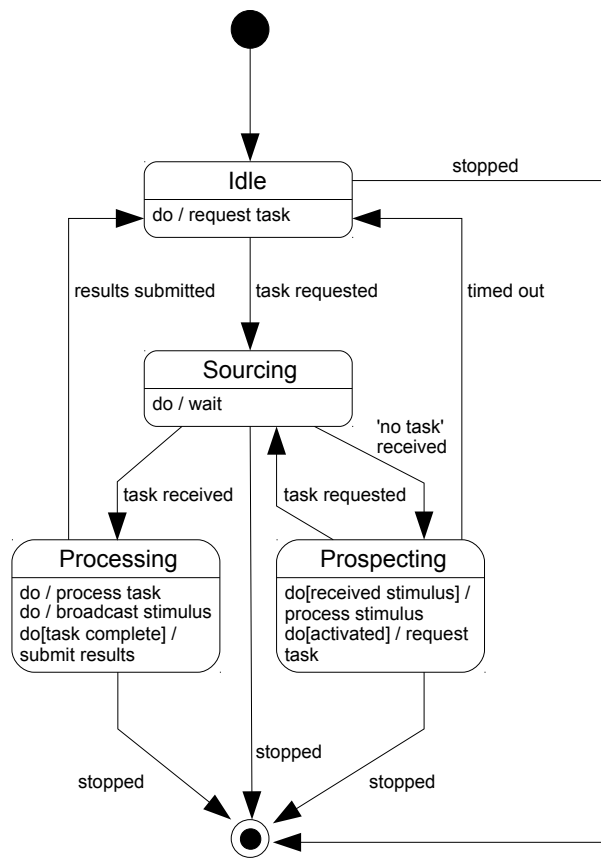 Idle
do / request task
stopped
results submitted
task requested
timed out
Sourcing
do / wait
'no task'
received
task received
task requested
Processing
do / process task
do / broadcast stimulus
do[task complete] /
submit results
Prospecting
do[received stimulus] /
process stimulus
do[activated] / request
task
stopped
stopped
stopped